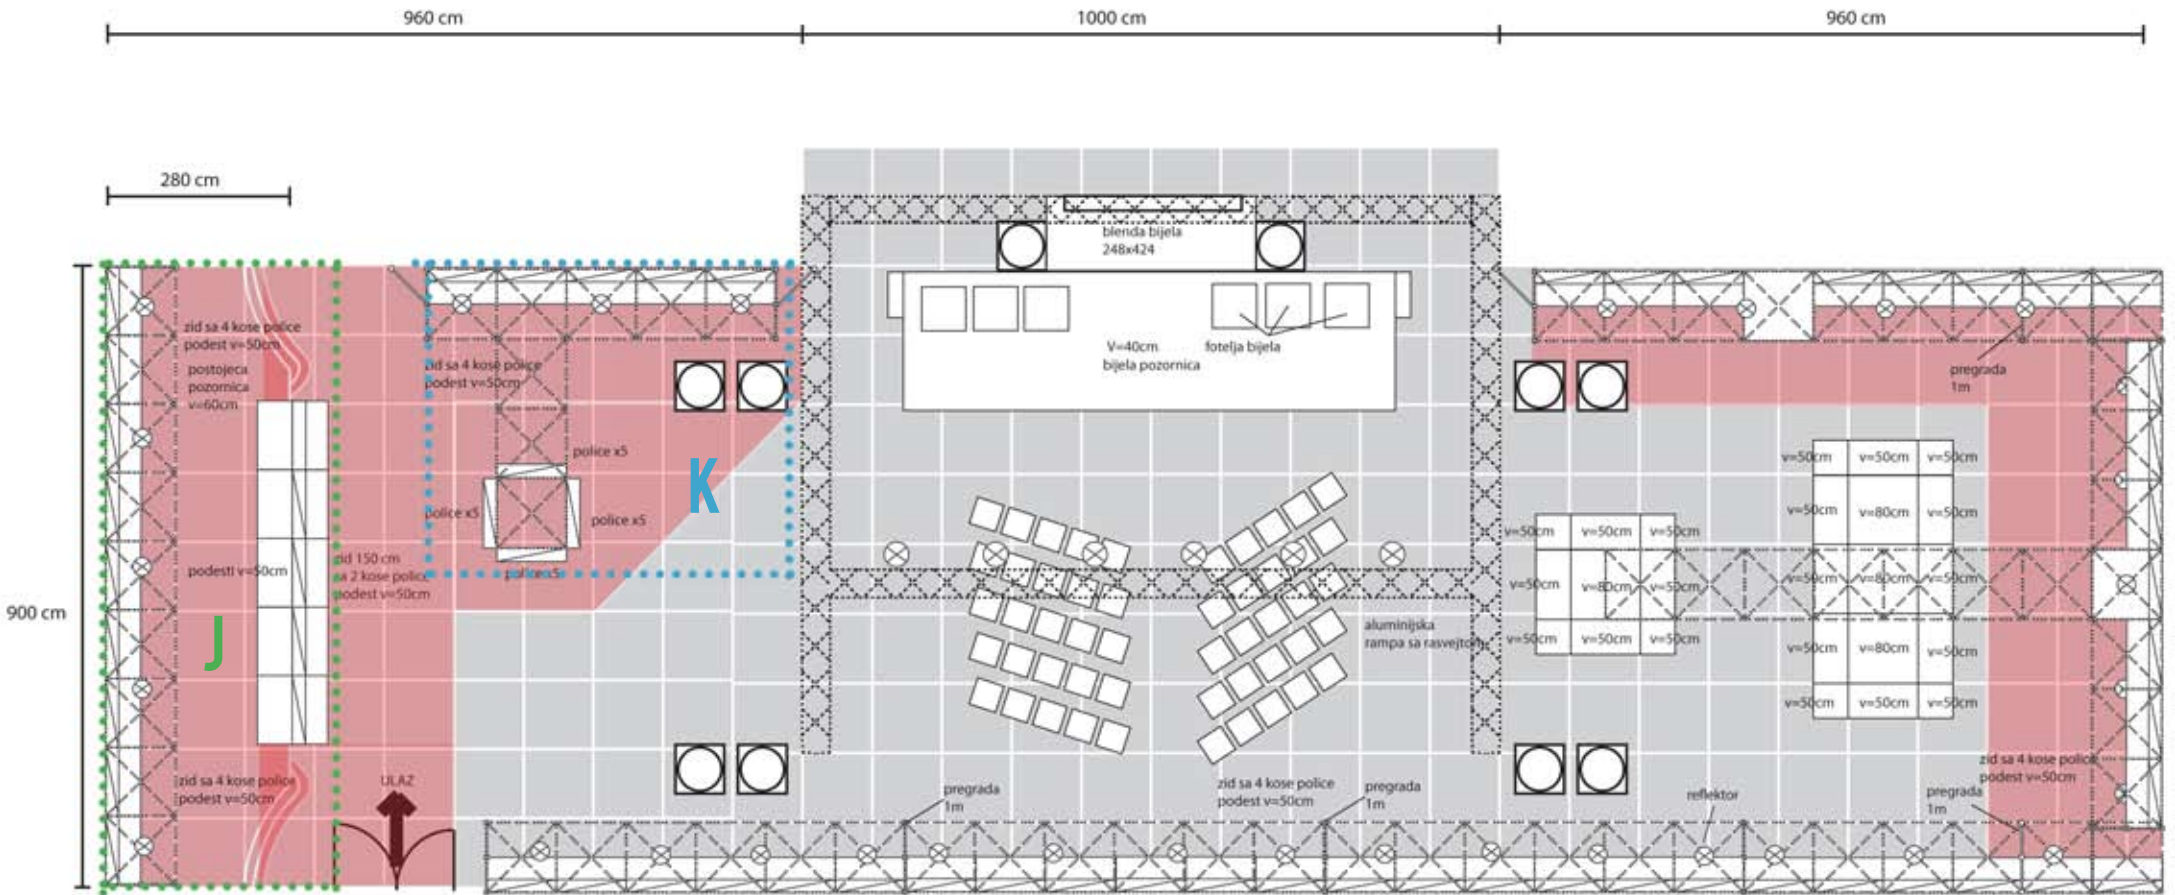 960 cm
1000 cm
960 cm
280 cm
900 cm
zid sa 4 kose police
podest v=50cm
postojeca
pozornica
v=60cm
podesti v=50cm
J
zid sa 4 kose police
podest v=50cm
ULAZ
zid 150 cm
sa 2 kose police
podest v=50cm
zid sa 4 kose police
podest v=50cm
police x5
police x5
police x5
police x5
K
blenda bijela
248x424
V=40cm
bijela pozornica
fotelja bijela
aluminijska
rampa sa rasvejtom
pregrada
1m
zid sa 4 kose police
podest v=50cm
pregrada
1m
pregrada
1m
v=50cm v=50cm v=50cm
v=50cm v=80cm v=50cm
v=50cm v=50cm v=50cm
v=50cm v=50cm v=50cm
v=50cm v=80cm v=50cm
v=50cm v=80cm v=50cm
v=50cm v=80cm v=50cm
v=50cm v=50cm v=50cm
reflektor
pregrada
1m
zid sa 4 kose police
podest v=50cm